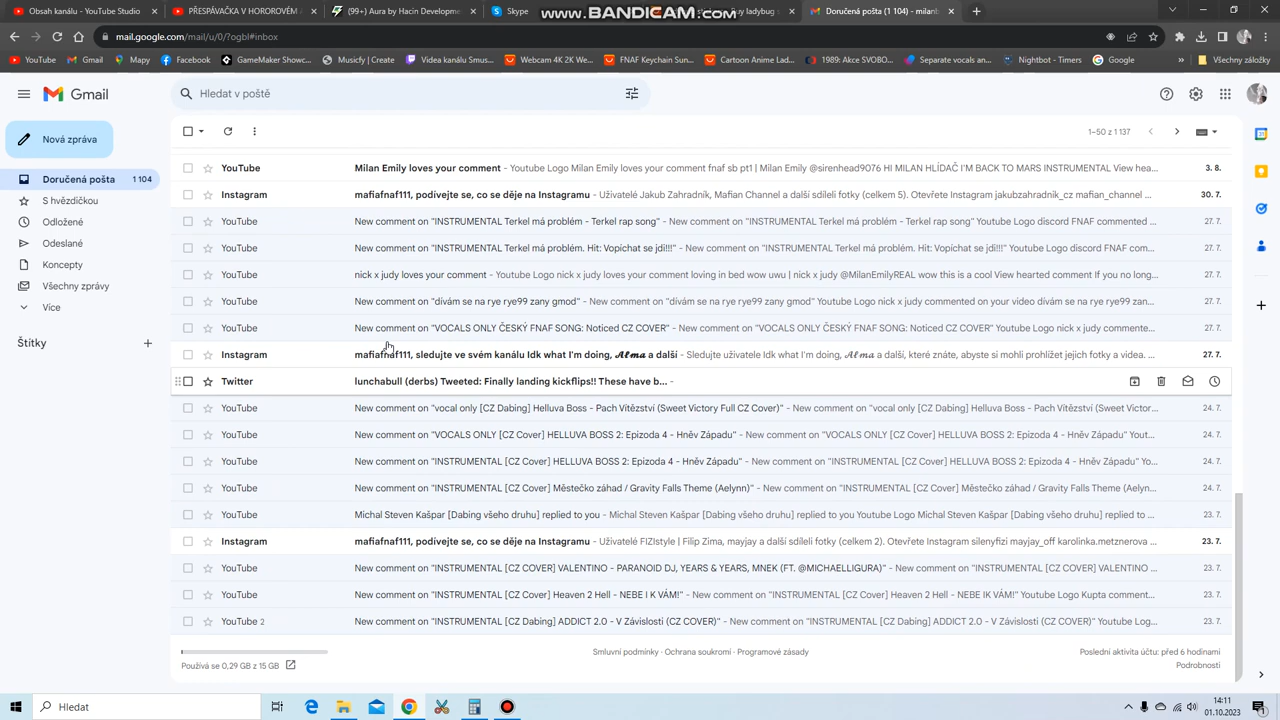 Obsah kanálu - YouTube Studio
PŘESPÁVAČKA V HOROROVÉM
(99+) Aura by Hacin Development
Skype
ladybug
Doručená pošta (1 104) - milan
www.BANDICAM.com
mail.google.com/mail/u/0/?ogbl#inbox
YouTube
Gmail
Mapy
Facebook
GameMaker Showc...
Musicify | Create
Video kanálu Smus...
Webcam 4K 2K We...
FNAF Keychain Sun...
Cartoon Anime Lad...
1989: Akce SVOBO...
Separate vocals an...
Nightbot - Timers
Google
»
Všechny záložky
Gmail
Hledat v poště
Nová zpráva
1–50 z 1 137
Doručená pošta 1 104
S hvězdičkou
Odložené
Odeslané
Koncepty
Všechny zprávy
Více
Štítky
YouTube Milan Emily loves your comment - Youtube Logo Milan Emily loves your comment fnaf sb pt1 | Milan Emily @sirenhead9076 HI MILAN HLÍDAČ I'M BACK TO MARS INSTRUMENTAL View hea... 3. 8.
Instagram mafiafnaf111, podívejte se, co se děje na Instagramu - Uživatelé Jakub Zahradník, Mafian Channel a další sdíleli fotky (celkem 5). Otevřete Instagram jakubzahradnik_cz mafian_channel ... 30. 7.
YouTube New comment on "INSTRUMENTAL Terkel má problém - Terkel rap song" - New comment on "INSTRUMENTAL Terkel má problém - Terkel rap song" Youtube Logo discord FNAF commented ... 27. 7.
YouTube New comment on "INSTRUMENTAL Terkel má problém. Hit: Vopíchat se jdi!!!" - New comment on "INSTRUMENTAL Terkel má problém. Hit: Vopíchat se jdi!!!" Youtube Logo discord FNAF com... 27. 7.
YouTube nick x judy loves your comment - Youtube Logo nick x judy loves your comment loving in bed wow uwu | nick x judy @MilanEmilyREAL wow this is a cool View hearted comment If you no long... 27. 7.
YouTube New comment on "dívám se na rye rye99 zany gmod" - New comment on "dívám se na rye rye99 zany gmod" Youtube Logo nick x judy commented on your video dívám se na rye rye99 zan... 27. 7.
YouTube New comment on "VOCALS ONLY ČESKÝ FNAF SONG: Noticed CZ COVER" - New comment on "VOCALS ONLY ČESKÝ FNAF SONG: Noticed CZ COVER" Youtube Logo nick x judy commente... 27. 7.
Instagram mafiafnaf111, sledujte ve svém kanálu Idk what I'm doing, 𝓐𝓵𝓶𝓪 a další - Sledujte uživatele Idk what I'm doing, 𝓐𝓵𝓶𝓪 a další, které znáte, abyste si mohli prohlížet jejich fotky a videa. ... 27. 7.
Twitter lunchabull (derbs) Tweeted: Finally landing kickflips!! These have b... -
YouTube New comment on "vocal only [CZ Dabing] Helluva Boss - Pach Vítězství (Sweet Victory Full CZ Cover)" - New comment on "vocal only [CZ Dabing] Helluva Boss - Pach Vítězství (Sweet Victory ... 24. 7.
YouTube New comment on "VOCALS ONLY [CZ Cover] HELLUVA BOSS 2: Epizoda 4 - Hněv Západu" - New comment on "VOCALS ONLY [CZ Cover] HELLUVA BOSS 2: Epizoda 4 - Hněv Západu" Yout... 24. 7.
YouTube New comment on "INSTRUMENTAL [CZ Cover] HELLUVA BOSS 2: Epizoda 4 - Hněv Západu" - New comment on "INSTRUMENTAL [CZ Cover] HELLUVA BOSS 2: Epizoda 4 - Hněv Západu" Yo... 24. 7.
YouTube New comment on "INSTRUMENTAL [CZ Cover] Městečko záhad / Gravity Falls Theme (Aelynn)" - New comment on "INSTRUMENTAL [CZ Cover] Městečko záhad / Gravity Falls Theme (Aelyn... 24. 7.
YouTube Michal Steven Kašpar [Dabing všeho druhu] replied to you - Michal Steven Kašpar [Dabing všeho druhu] replied to you Youtube Logo Michal Steven Kašpar [Dabing všeho druhu] replied to ... 23. 7.
Instagram mafiafnaf111, podívejte se, co se děje na Instagramu - Uživatelé FIZIstyle | Filip Zima, mayjay a další sdíleli fotky (celkem 2). Otevřete Instagram silenyfizi mayjay_off karolinka.metznerova ... 23. 7.
YouTube New comment on "INSTRUMENTAL [CZ COVER] VALENTINO - PARANOID DJ, YEARS & YEARS, MNEK (FT. @MICHAELLIGURA)" - New comment on "INSTRUMENTAL [CZ COVER] VALENTINO ... 23. 7.
YouTube New comment on "INSTRUMENTAL [CZ Cover] Heaven 2 Hell - NEBE I K VÁM!" - New comment on "INSTRUMENTAL [CZ Cover] Heaven 2 Hell - NEBE IK VÁM!" Youtube Logo Kupta comment... 23. 7.
YouTube 2 New comment on "INSTRUMENTAL [CZ Dabing] ADDICT 2.0 - V Závislosti (CZ COVER)" - New comment on "INSTRUMENTAL [CZ Dabing] ADDICT 2.0 - V Závislosti (CZ COVER)" Youtube Log... 23. 7.
Používá se 0,29 GB z 15 GB
Smluvní podmínky · Ochrana soukromí · Programové zásady
Poslední aktivita účtu: před 6 hodinami
Podrobnosti
Hledat
14:11
01.10.2023
1